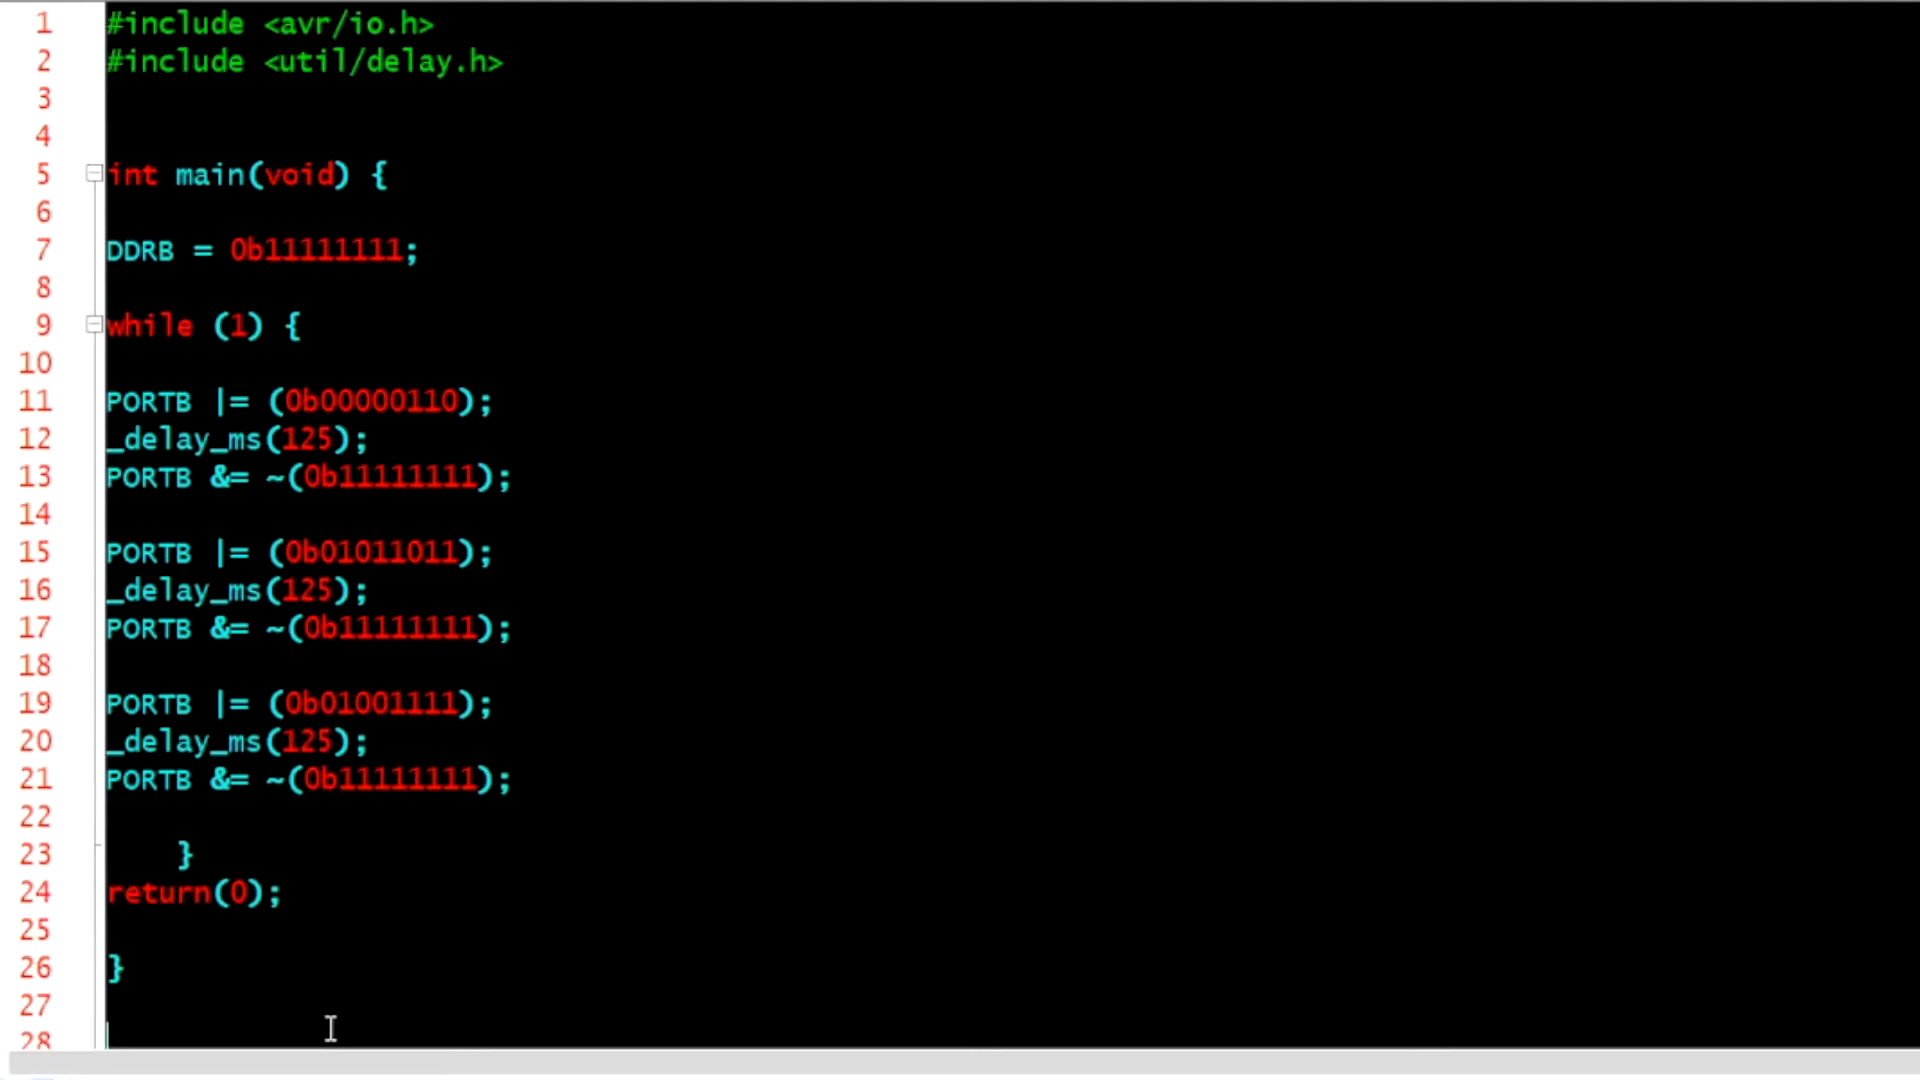 1 #include <avr/io.h>
2 #include <util/delay.h>
3
4
5 int main(void) {
6
7 DDRB = 0b11111111;
8
9 while (1) {
10
11 PORTB |= (0b00000110);
12 _delay_ms(125);
13 PORTB &= ~(0b11111111);
14
15 PORTB |= (0b01011011);
16 _delay_ms(125);
17 PORTB &= ~(0b11111111);
18
19 PORTB |= (0b01001111);
20 _delay_ms(125);
21 PORTB &= ~(0b11111111);
22
23     }
24 return(0);
25
26 }
27
28